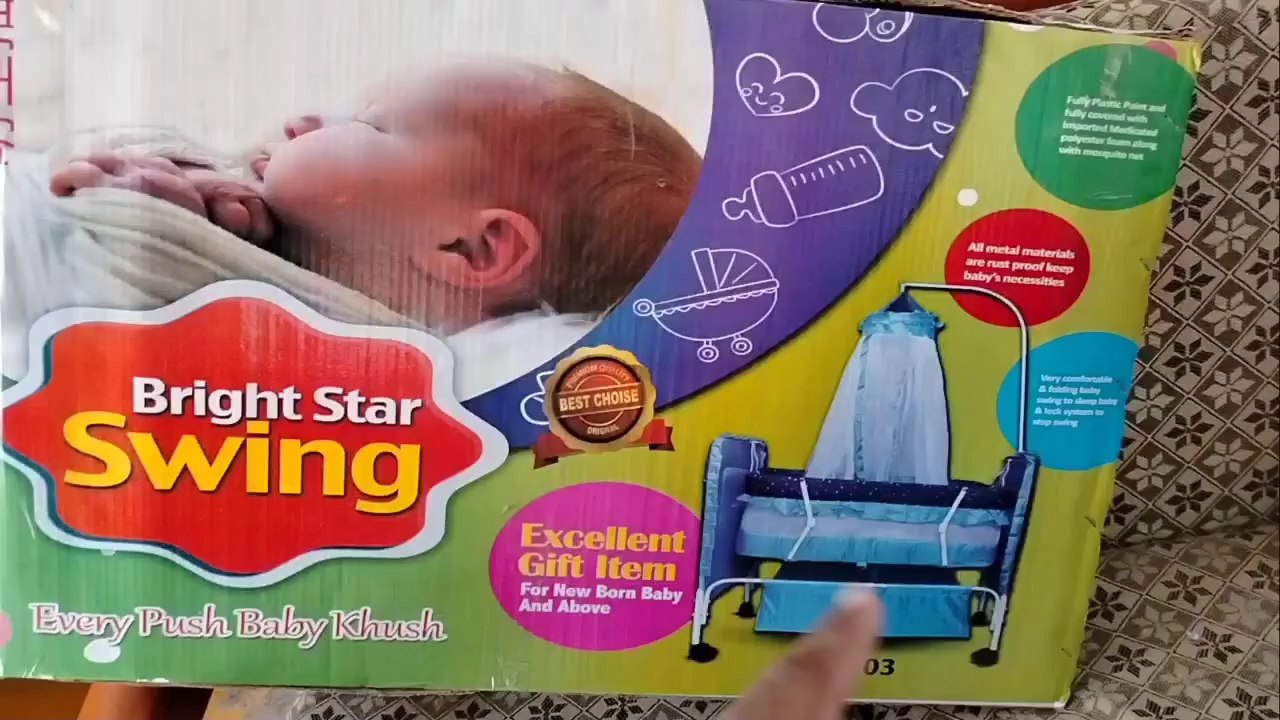 Fully Plastic Paint and
fully covered with
Imported Medicated
polyester foam along
with mosquito net
All metal materials
are rust proof keep
baby's necessities
Very comfortable
& folding baby
swing to sleep baby
& lock system to
stop swing
PREMIUM QUALITY
BEST CHOISE
ORIGINAL
Bright Star
Swing
Excellent
Gift Item
For New Born Baby
And Above
Every Push Baby Khush
03